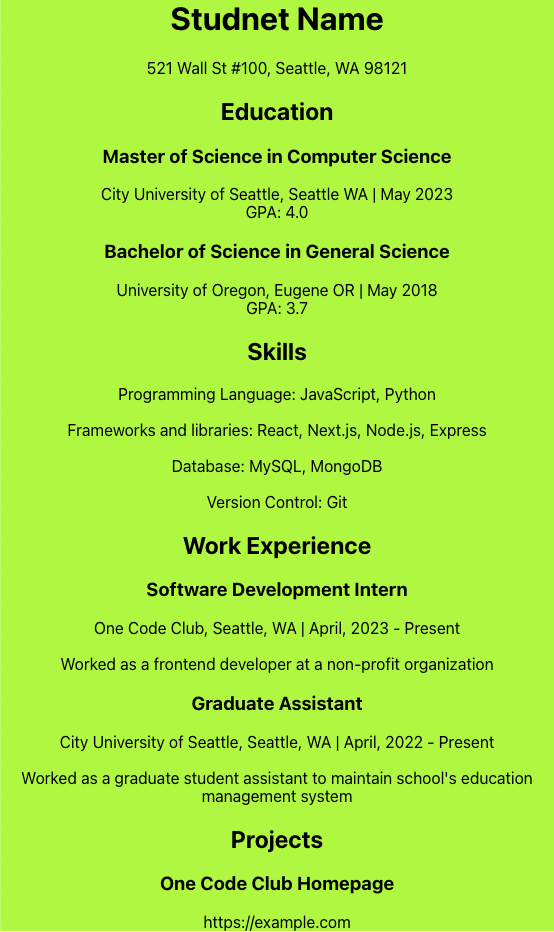 Studnet Name
521 Wall St #100, Seattle, WA 98121
Education
Master of Science in Computer Science
City University of Seattle, Seattle WA | May 2023
GPA: 4.0
Bachelor of Science in General Science
University of Oregon, Eugene OR | May 2018
GPA: 3.7
Skills
Programming Language: JavaScript, Python
Frameworks and libraries: React, Next.js, Node.js, Express
Database: MySQL, MongoDB
Version Control: Git
Work Experience
Software Development Intern
One Code Club, Seattle, WA | April, 2023 - Present
Worked as a frontend developer at a non-profit organization
Graduate Assistant
City University of Seattle, Seattle, WA | April, 2022 - Present
Worked as a graduate student assistant to maintain school's education
management system
Projects
One Code Club Homepage
https://example.com